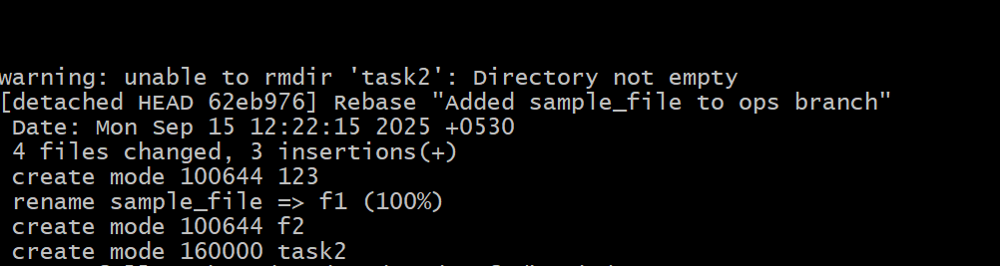 warning: unable to rmdir 'task2': Directory not empty
[detached HEAD 62eb976] Rebase "Added sample_file to ops branch"
Date: Mon Sep 15 12:22:15 2025 +0530
4 files changed, 3 insertions(+)
create mode 100644 123
rename sample_file => f1 (100%)
create mode 100644 f2
create mode 160000 task2